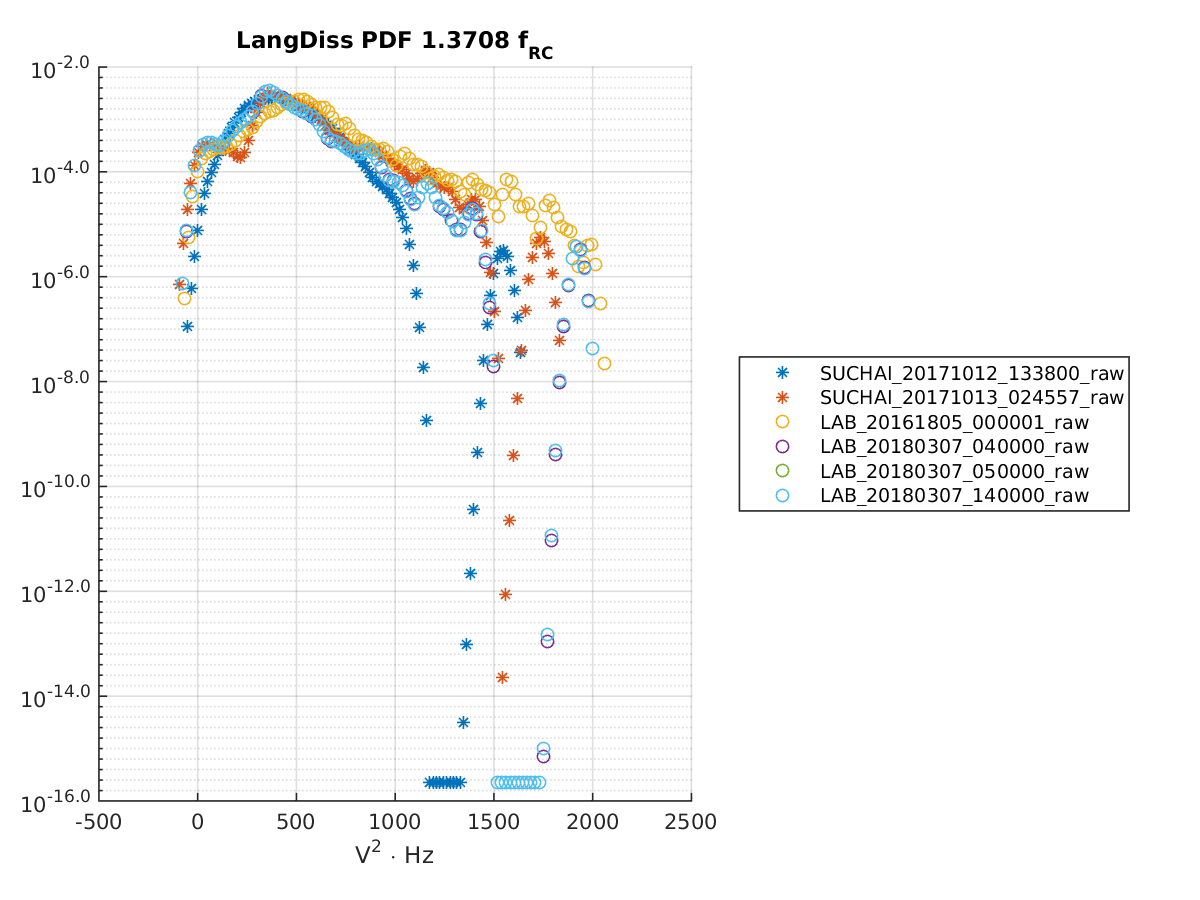 LangDiss PDF 1.3708 f_RC
10^-2.0
10^-4.0
10^-6.0
10^-8.0
10^-10.0
10^-12.0
10^-14.0
10^-16.0
-500 0 500 1000 1500 2000 2500
V² · Hz
SUCHAI_20171012_133800_raw
SUCHAI_20171013_024557_raw
LAB_20161805_000001_raw
LAB_20180307_040000_raw
LAB_20180307_050000_raw
LAB_20180307_140000_raw